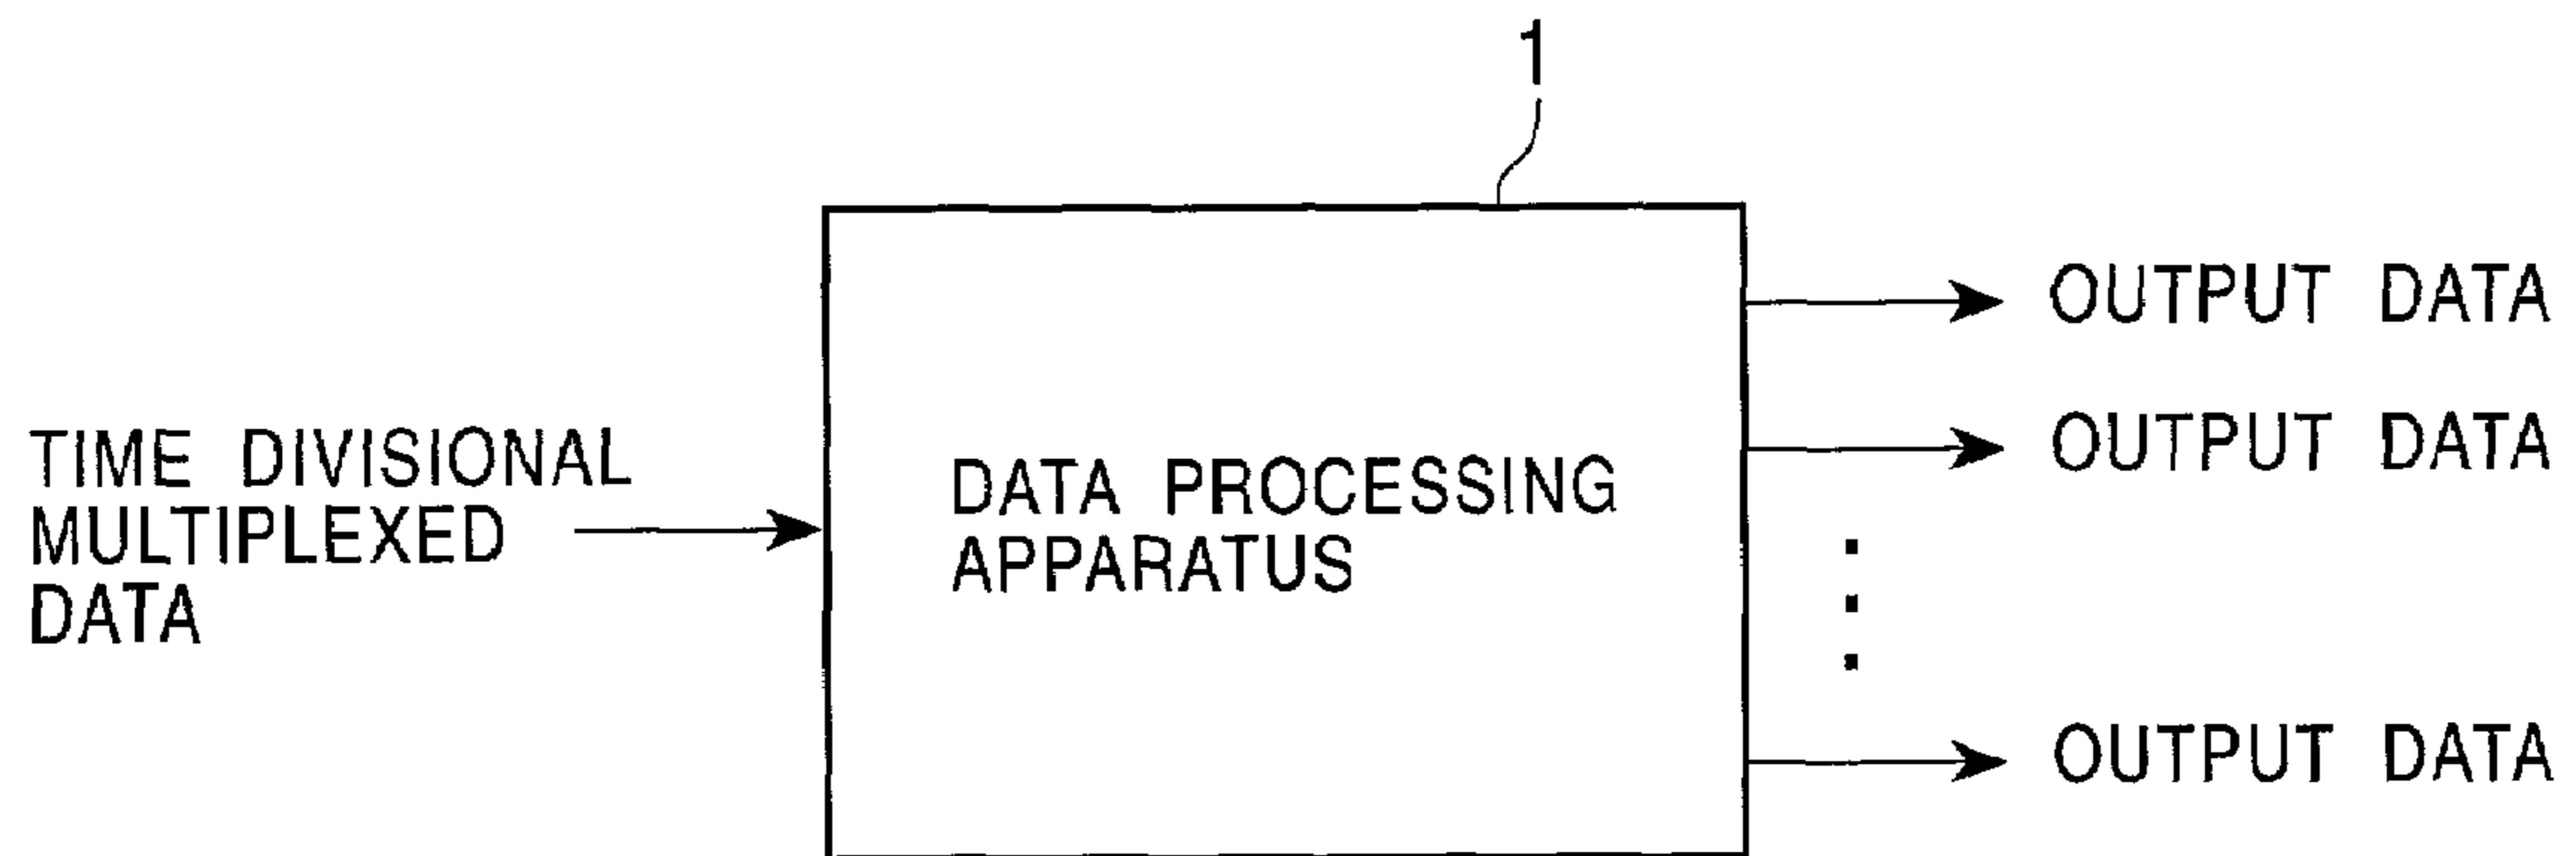 1
OUTPUT DATA
OUTPUT DATA
TIME DIVISIONAL
MULTIPLEXED
DATA
DATA PROCESSING
APPARATUS
OUTPUT DATA